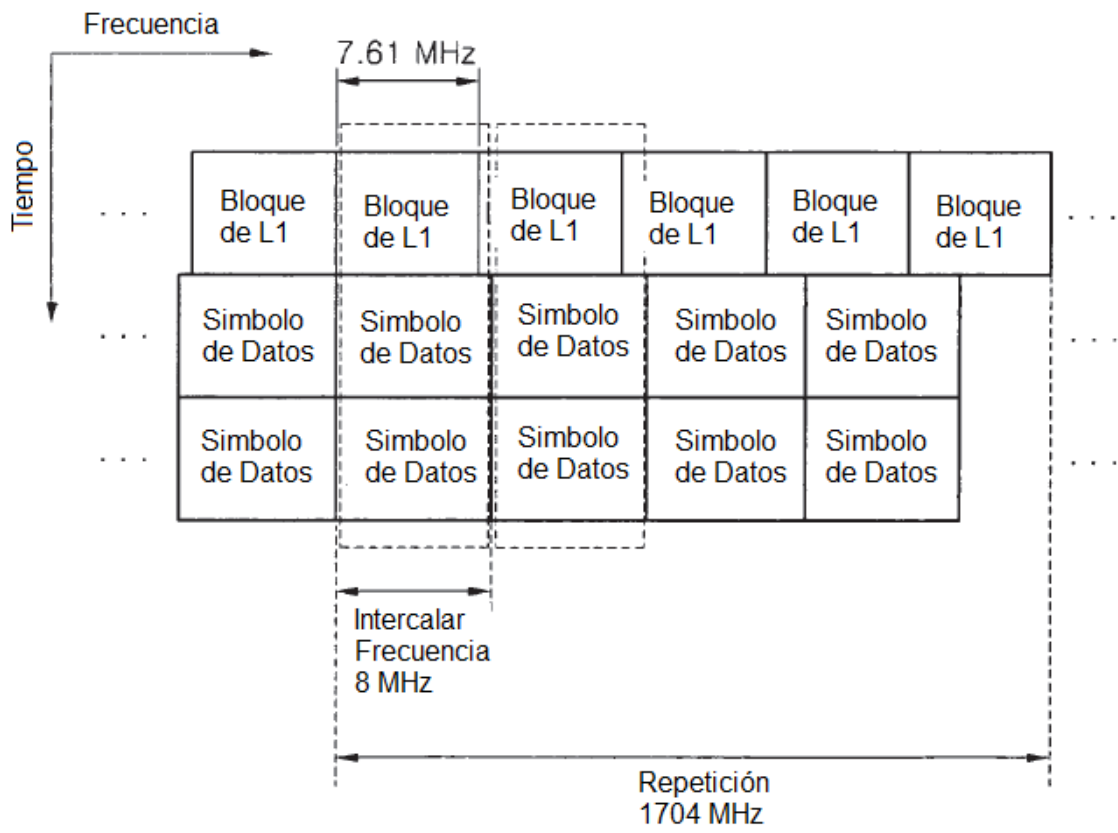 Frecuencia
7.61 MHz
Tiempo
. . .
Bloque
de L1
Bloque
de L1
Bloque
de L1
Bloque
de L1
Bloque
de L1
Bloque
de L1
. . .
. . .
Simbolo
de Datos
Simbolo
de Datos
Simbolo
de Datos
Simbolo
de Datos
Simbolo
de Datos
. . .
. . .
Simbolo
de Datos
Simbolo
de Datos
Simbolo
de Datos
Simbolo
de Datos
Simbolo
de Datos
. . .
Intercalar
Frecuencia
8 MHz
Repetición
1704 MHz